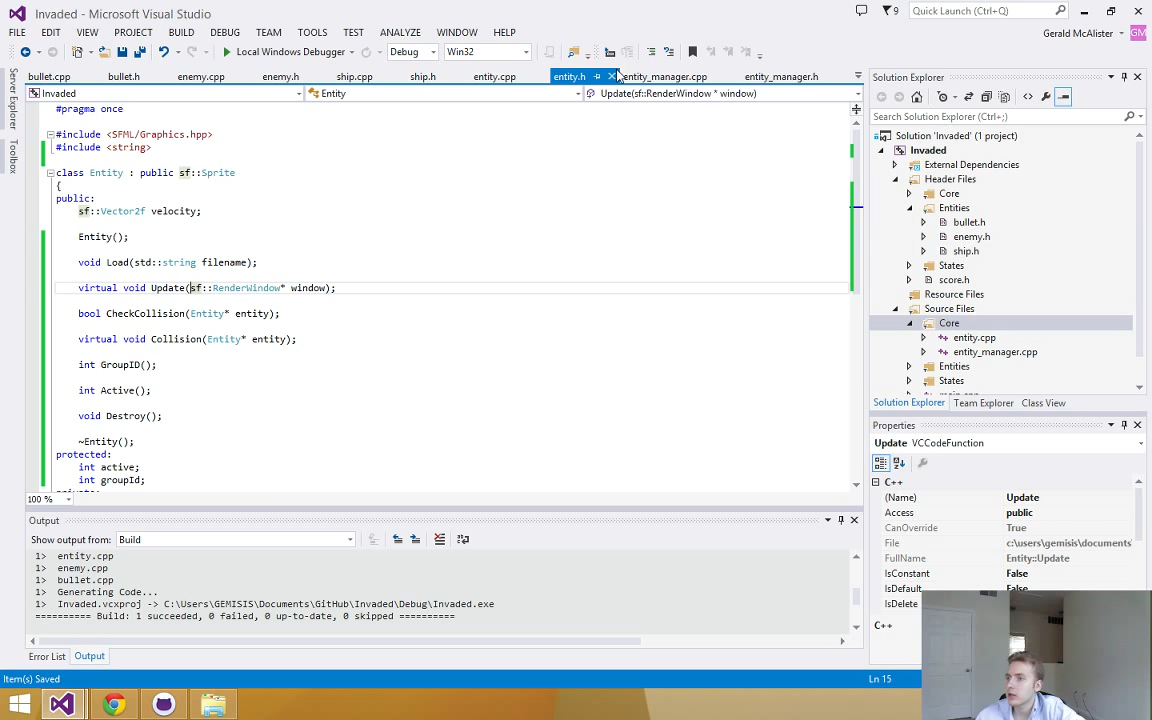 Invaded - Microsoft Visual Studio
9
Quick Launch (Ctrl+Q)
FILE EDIT VIEW PROJECT BUILD DEBUG TEAM TOOLS TEST ARCHITECTURE ANALYZE WINDOW HELP
Gerald McAlister
GM
Local Windows Debugger
Debug
Win32
Server Explorer
Toolbox
bullet.cpp bullet.h enemy.cpp enemy.h ship.cpp ship.h entity.cpp entity.h entity_manager.cpp entity_manager.h
Invaded
Entity
Update(sf::RenderWindow * window)
#pragma once
#include <SFML/Graphics.hpp>
#include <string>
class Entity : public sf::Sprite
{
public:
sf::Vector2f velocity;
Entity();
void Load(std::string filename);
virtual void Update(sf::RenderWindow* window);
bool CheckCollision(Entity* entity);
virtual void Collision(Entity* entity);
int GroupID();
int Active();
void Destroy();
~Entity();
protected:
int active;
int groupId;
100 %
Output
Show output from: Build
1> entity.cpp
1> enemy.cpp
1> bullet.cpp
1> Generating Code...
1> Invaded.vcxproj -> C:\Users\GEMISIS\Documents\GitHub\Invaded\Debug\Invaded.exe
========== Build: 1 succeeded, 0 failed, 0 up-to-date, 0 skipped ==========
Error List Output
Item(s) Saved
Ln 15
Solution Explorer
Search Solution Explorer (Ctrl+;)
Solution 'Invaded' (1 project)
Invaded
External Dependencies
Header Files
Core
Entities
bullet.h
enemy.h
ship.h
States
score.h
Resource Files
Source Files
Core
entity.cpp
entity_manager.cpp
Entities
States
Solution Explorer Team Explorer Class View
Properties
Update VCCodeFunction
C++
(Name) Update
Access public
CanOverride True
File c:\users\gemisis\documents
FullName Entity::Update
IsConstant False
IsDefault False
IsDelete
C++